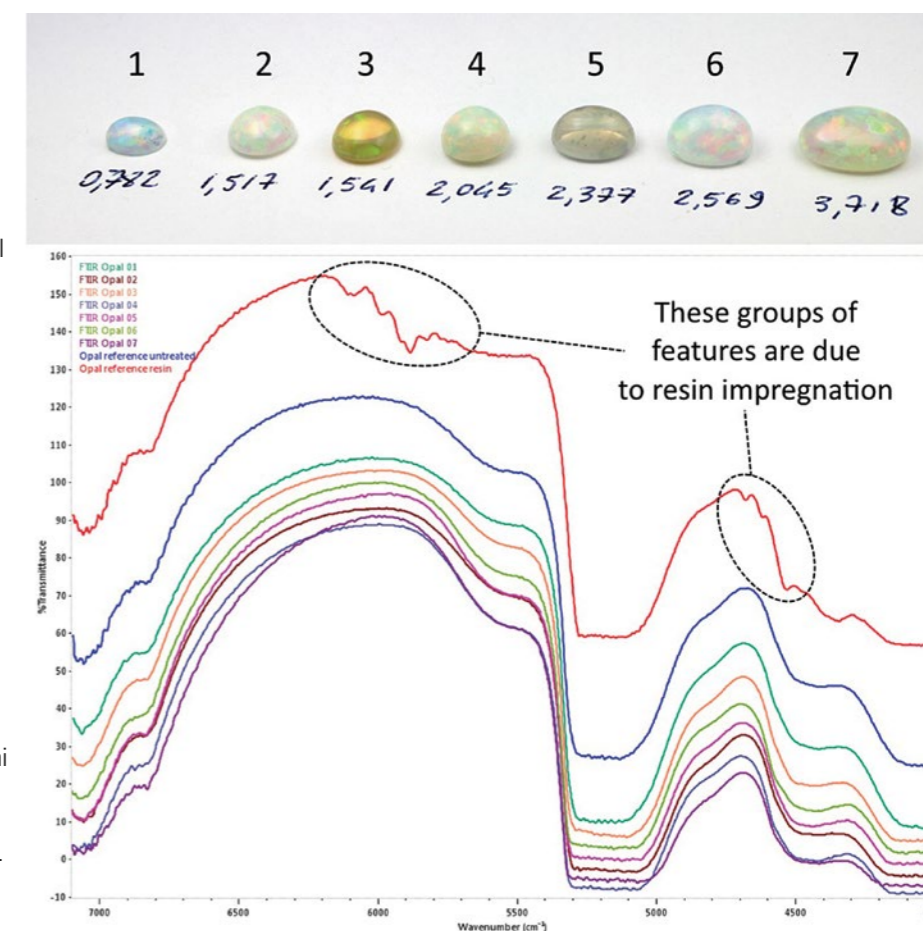 1 2 3 4 5 6 7
0,782 1,517 1,541 2,045 2,377 2,569 3,718
160
FTIR Opal 01
FTIR Opal 02
FTIR Opal 03
FTIR Opal 04
FTIR Opal 05
FTIR Opal 06
FTIR Opal 07
Opal reference untreated
Opal reference resin
These groups of
features are due
to resin impregnation
150
140
130
120
110
100
90
80
70
60
50
40
30
20
10
0
-10
%Transmittance
7000 6500 6000 5500 5000 4500
Wavenumber (cm-1)